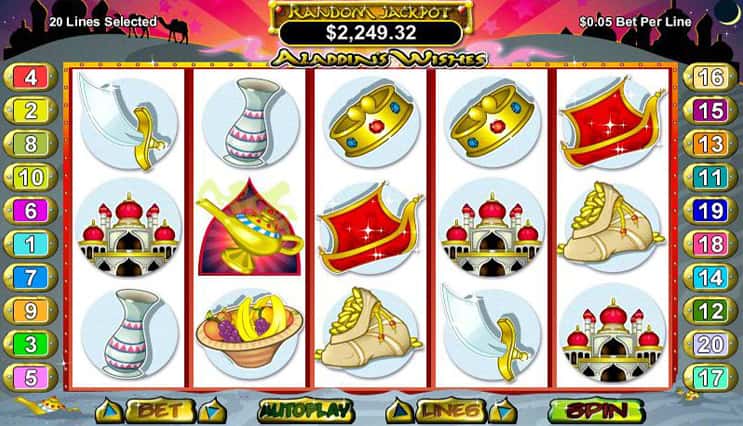 RANDOM JACKPOT
20 Lines Selected
$2,249.32
$0.05 Bet Per Line
ALADDIN'S WISHES
4
16
2
15
8
13
10
11
6
19
1
18
7
14
9
12
3
20
5
17
BET
AUTOPLAY
LINES
SPIN